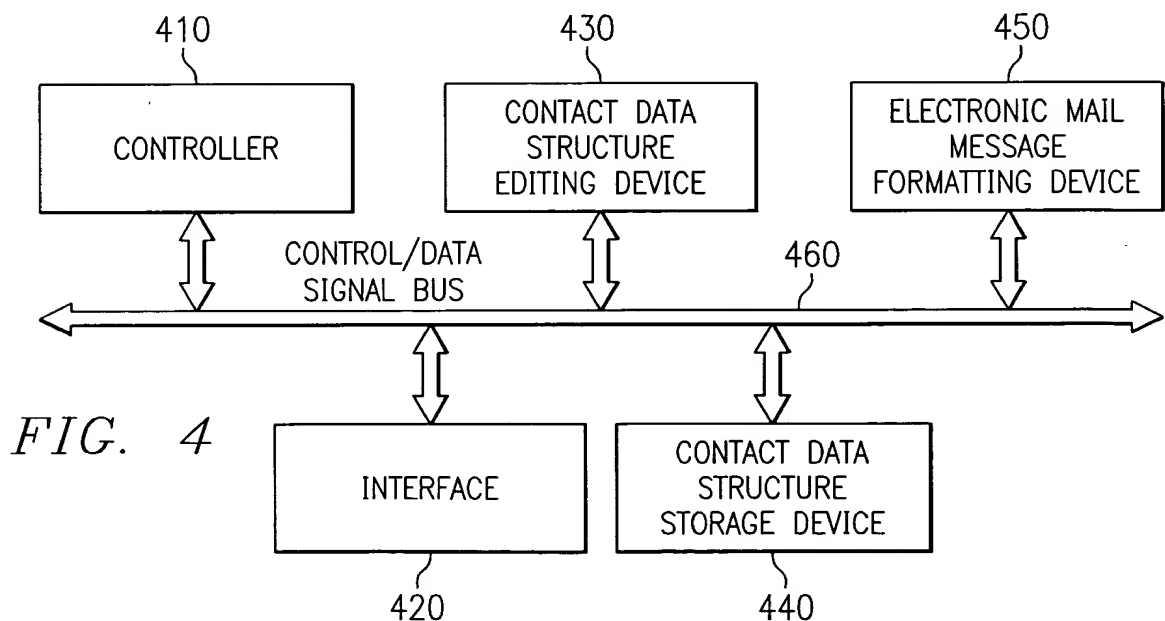 410
430
450
CONTROLLER
CONTACT DATA
STRUCTURE
EDITING DEVICE
ELECTRONIC MAIL
MESSAGE
FORMATTING DEVICE
CONTROL/DATA
SIGNAL BUS
460
FIG. 4
INTERFACE
CONTACT DATA
STRUCTURE
STORAGE DEVICE
420
440